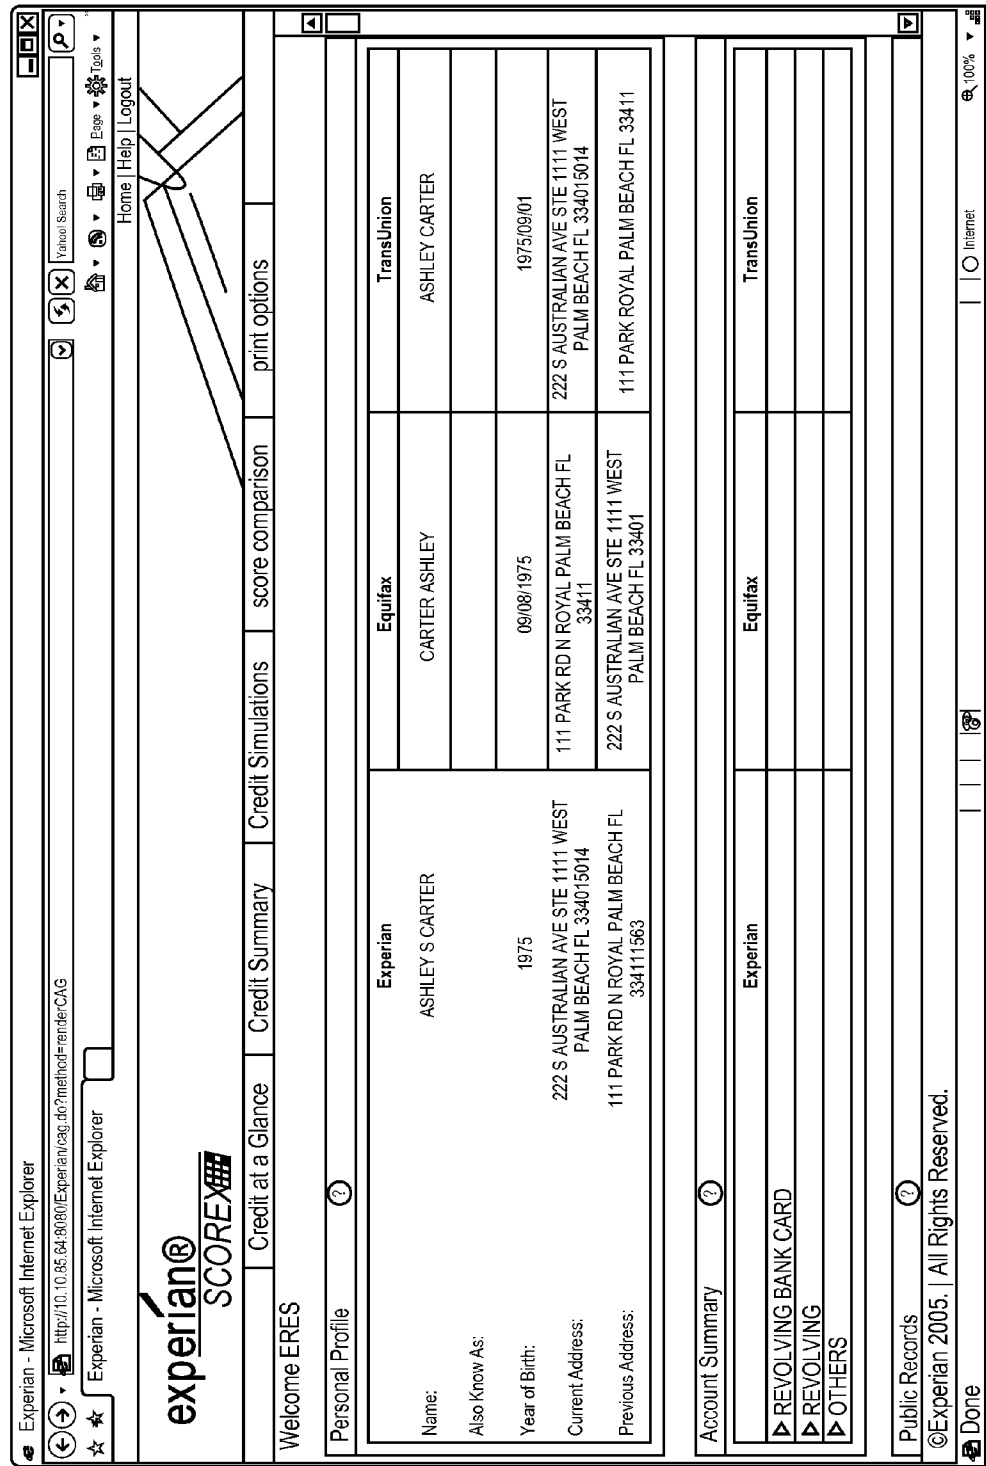 Experian - Microsoft Internet Explorer
http://10.10.85.64:8080/Experian/cag.do?method=renderCAG
Yahoo! Search
Experian - Microsoft Internet Explorer
Page
Tools
Home | Help | Logout
experian®
SCOREX
Credit at a Glance
Credit Summary
Credit Simulations
score comparison
print options
Welcome ERES
Personal Profile ?
Experian
Equifax
TransUnion
Name:
ASHLEY S CARTER
CARTER ASHLEY
ASHLEY CARTER
Also Know As:
Year of Birth:
1975
09/08/1975
1975/09/01
Current Address:
222 S AUSTRALIAN AVE STE 1111 WEST
PALM BEACH FL 334015014
111 PARK RD N ROYAL PALM BEACH FL
33411
222 S AUSTRALIAN AVE STE 1111 WEST
PALM BEACH FL 334015014
Previous Address:
111 PARK RD N ROYAL PALM BEACH FL
334111563
222 S AUSTRALIAN AVE STE 1111 WEST
PALM BEACH FL 33401
111 PARK ROYAL PALM BEACH FL 33411
Account Summary ?
Experian
Equifax
TransUnion
REVOLVING BANK CARD
REVOLVING
OTHERS
Public Records ?
©Experian 2005. | All Rights Reserved.
Done
Internet
100%